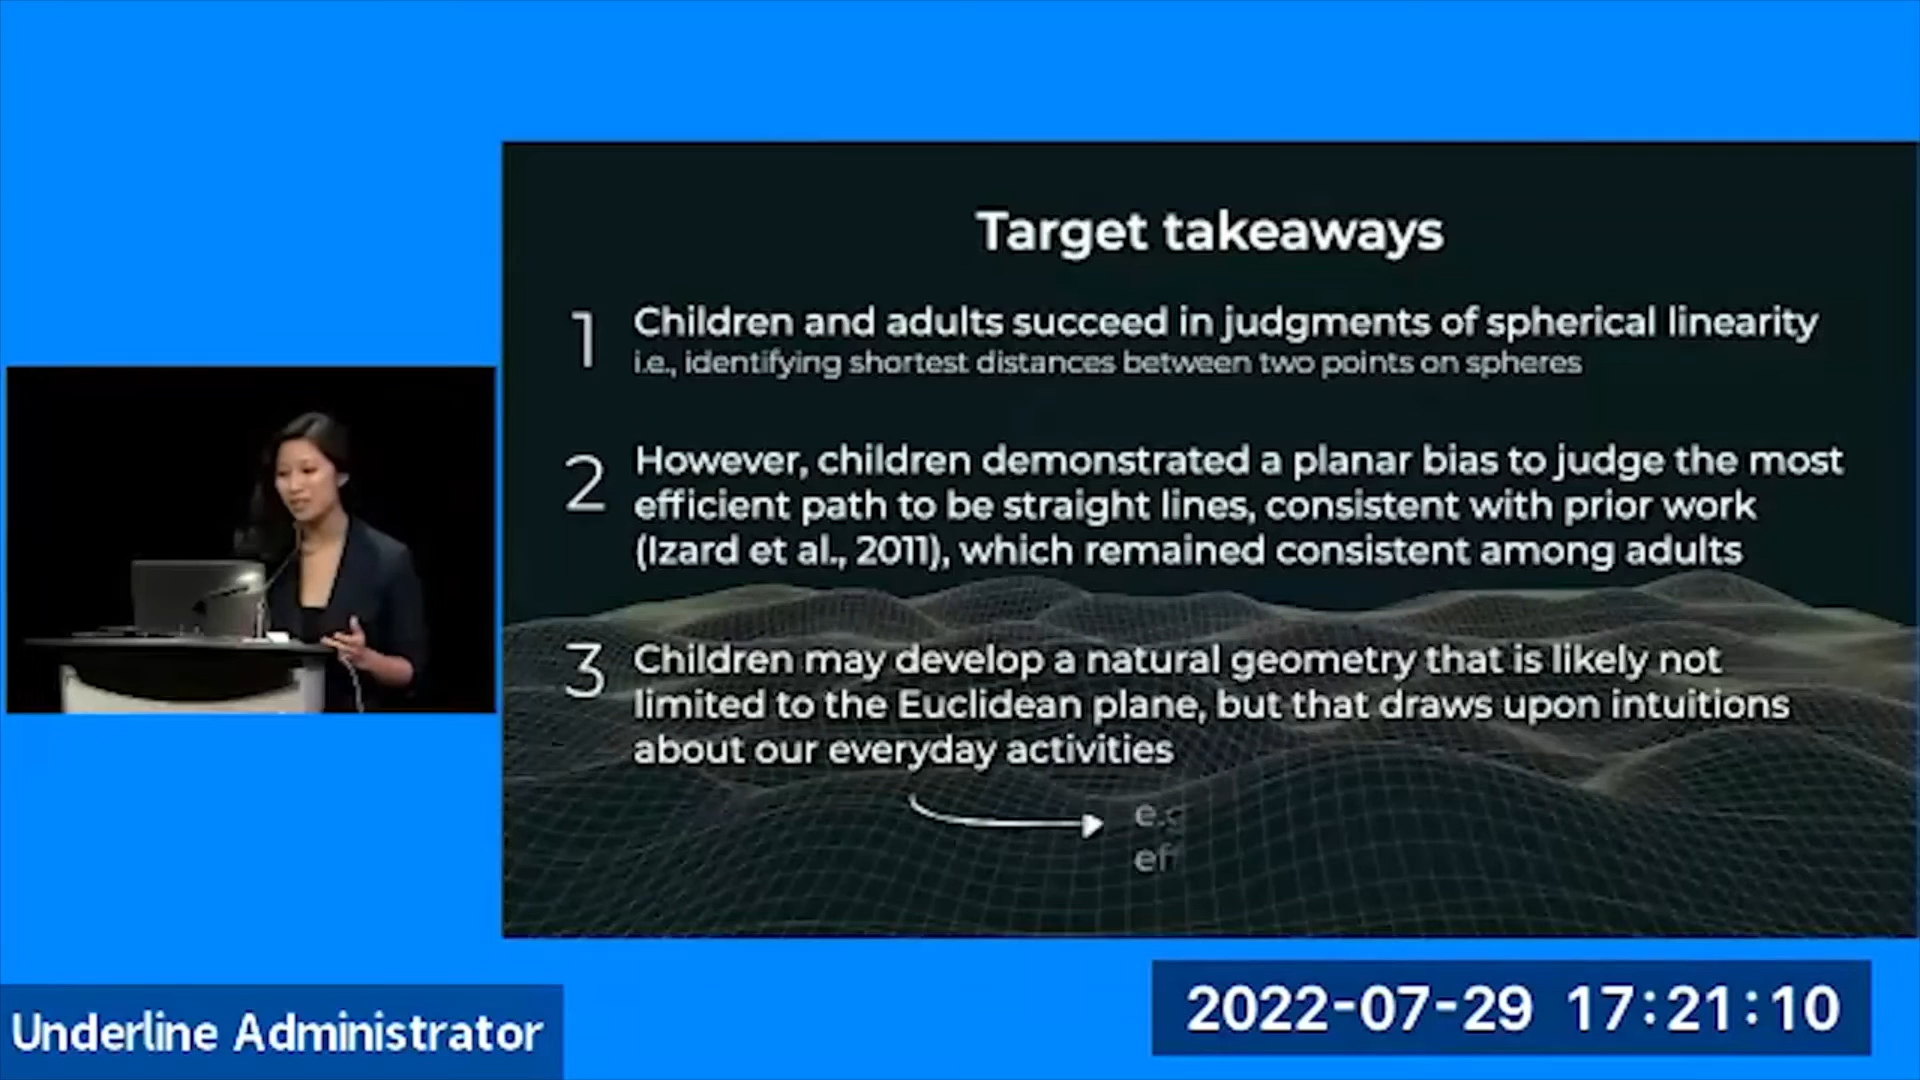 Target takeaways
1 Children and adults succeed in judgments of spherical linearity
i.e., identifying shortest distances between two points on spheres
2 However, children demonstrated a planar bias to judge the most
efficient path to be straight lines, consistent with prior work
(Izard et al., 2011), which remained consistent among adults
3 Children may develop a natural geometry that is likely not
limited to the Euclidean plane, but that draws upon intuitions
about our everyday activities
Underline Administrator
2022-07-29 17:21:10